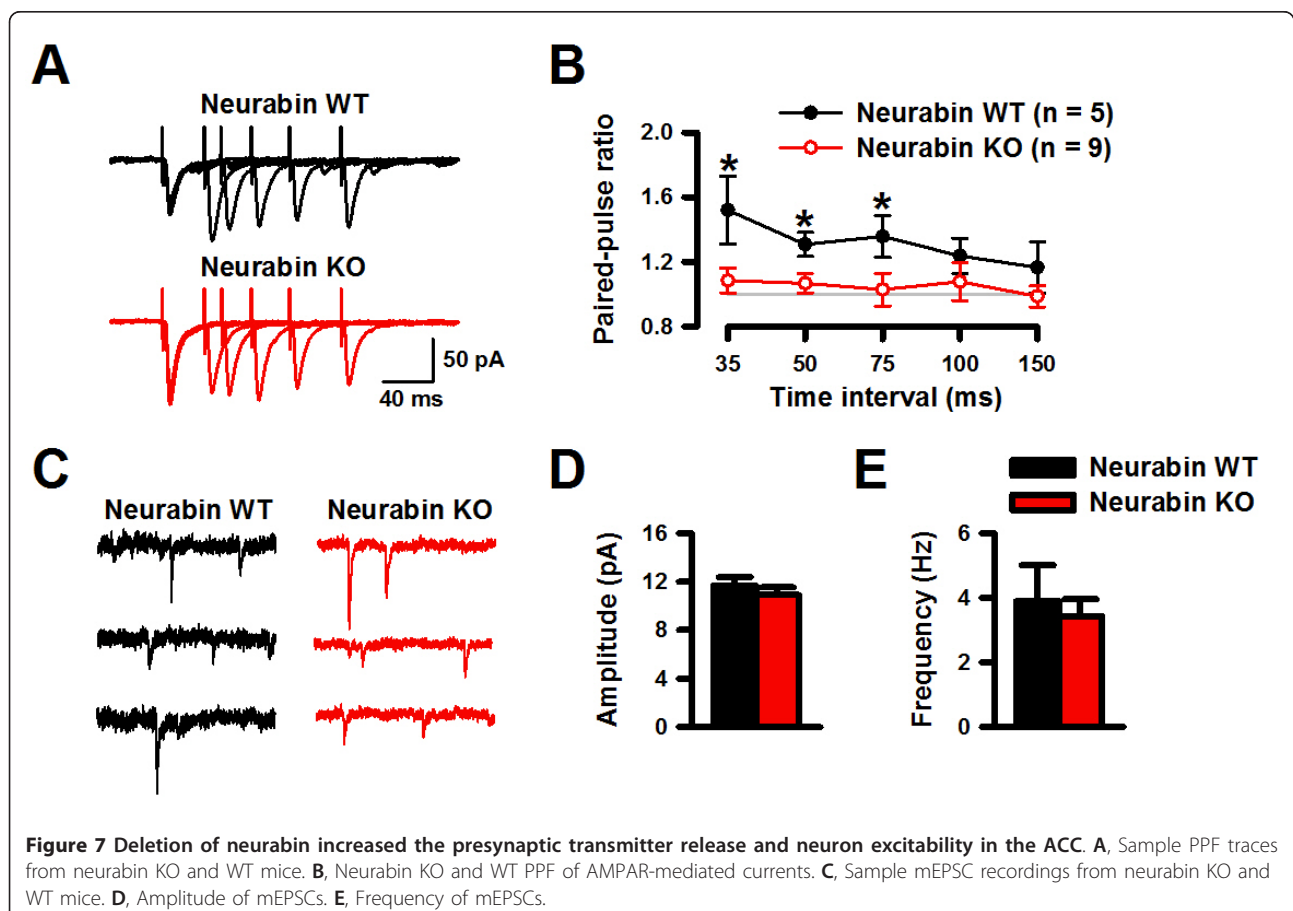 A
Neurabin WT
Neurabin KO
50 pA
40 ms
B
Neurabin WT (n = 5)
Neurabin KO (n = 9)
Paired-pulse ratio
2.0
1.6
1.2
0.8
* * *
35 50 75 100 150
Time interval (ms)
C
Neurabin WT
Neurabin KO
D
Amplitude (pA)
16
12
8
4
0
E
Neurabin WT
Neurabin KO
Frequency (Hz)
6
4
2
0
Figure 7 Deletion of neurabin increased the presynaptic transmitter release and neuron excitability in the ACC. A, Sample PPF traces
from neurabin KO and WT mice. B, Neurabin KO and WT PPF of AMPAR-mediated currents. C, Sample mEPSC recordings from neurabin KO and
WT mice. D, Amplitude of mEPSCs. E, Frequency of mEPSCs.